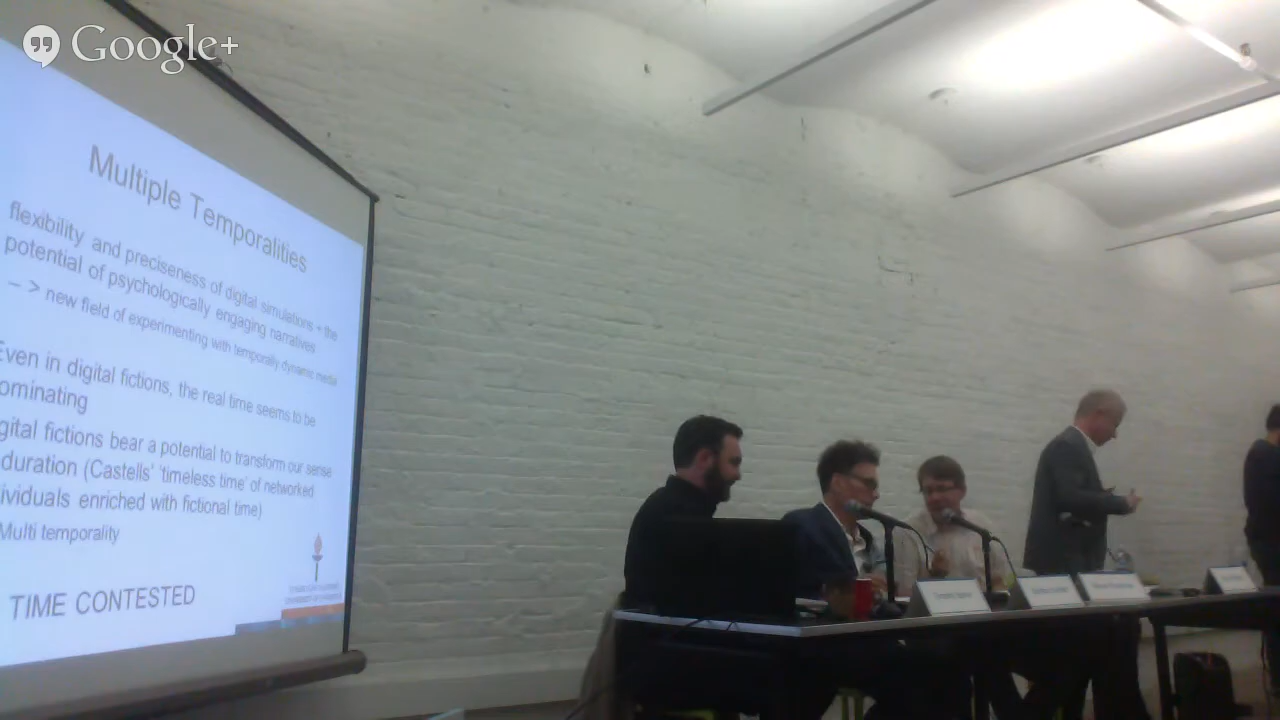 Google+
Multiple Temporalities
flexibility and preciseness of digital simulations + the
potential of psychologically engaging narratives
– > new field of experimenting with temporally dynamic media
Even in digital fictions, the real time seems to be
ominating
gital fictions bear a potential to transform our sense
duration (Castells' 'timeless time' of networked
ividuals enriched with fictional time)
Multi temporality
TIME CONTESTED